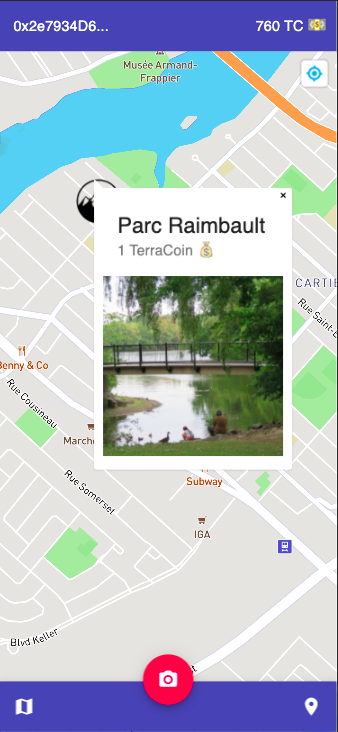 0x2e7934D6...
760 TC
Musée Armand-
Frappier
×
Parc Raimbault
1 TerraCoin
CARTIE
Rue Saint-E
Benny & Co
Rue Cousineau
Marche
Subway
Rue Somerset
IGA
Blvd Keller
t